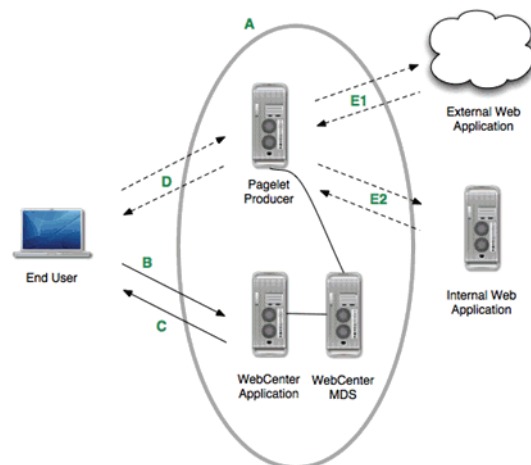 A
E1
External Web
Application
D
Pagelet
Producer
E2
End User
B
C
Internal Web
Application
WebCenter
Application
WebCenter
MDS